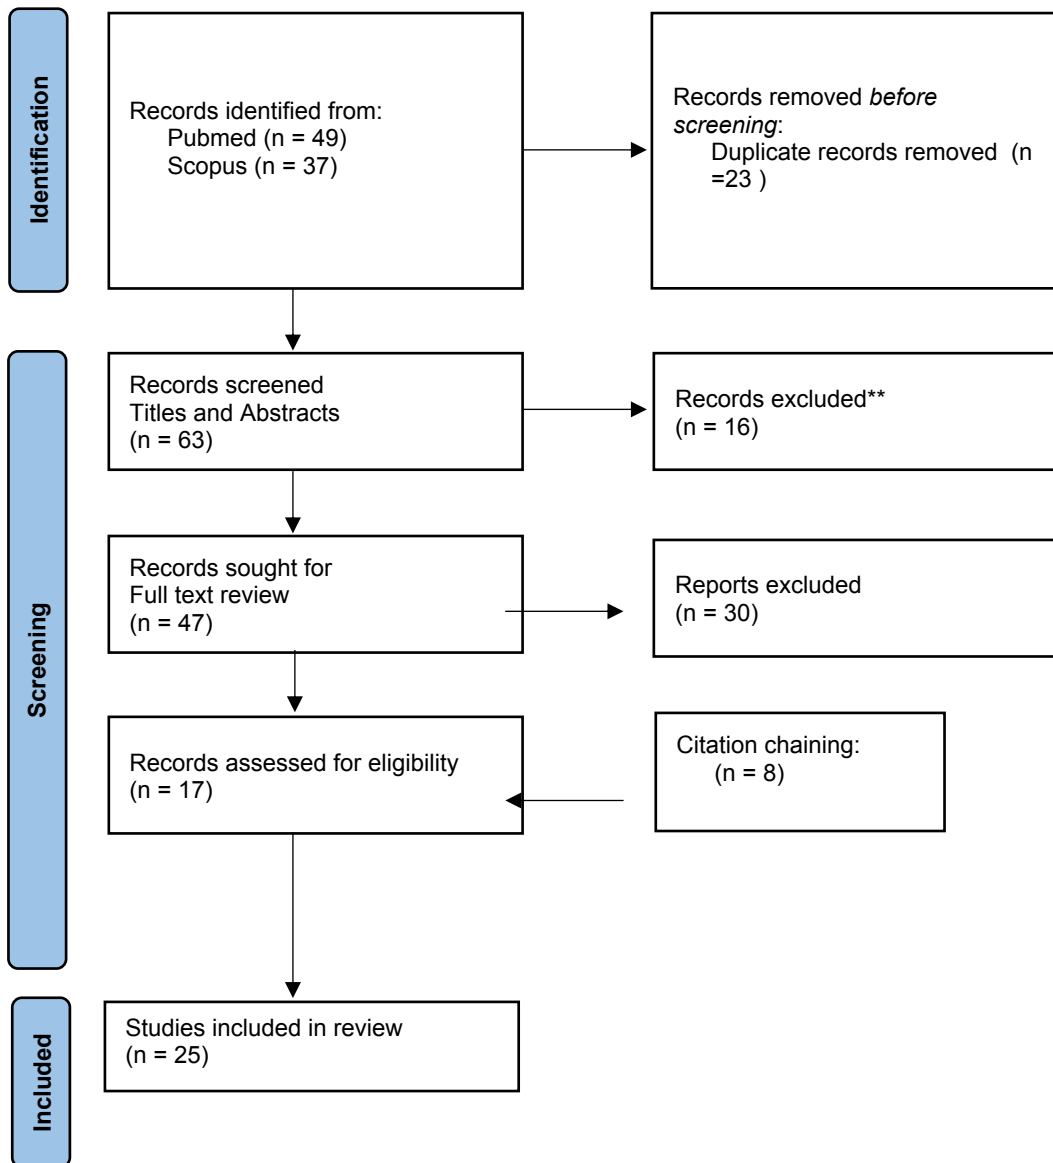 Identification
Records identified from:
Pubmed (n = 49)
Scopus (n = 37)
Records removed before
screening:
Duplicate records removed  (n
=23 )
Screening
Records screened
Titles and Abstracts
(n = 63)
Records excluded**
(n = 16)
Records sought for
Full text review
(n = 47)
Reports excluded
(n = 30)
Records assessed for eligibility
(n = 17)
Citation chaining:
(n = 8)
Included
Studies included in review
(n = 25)